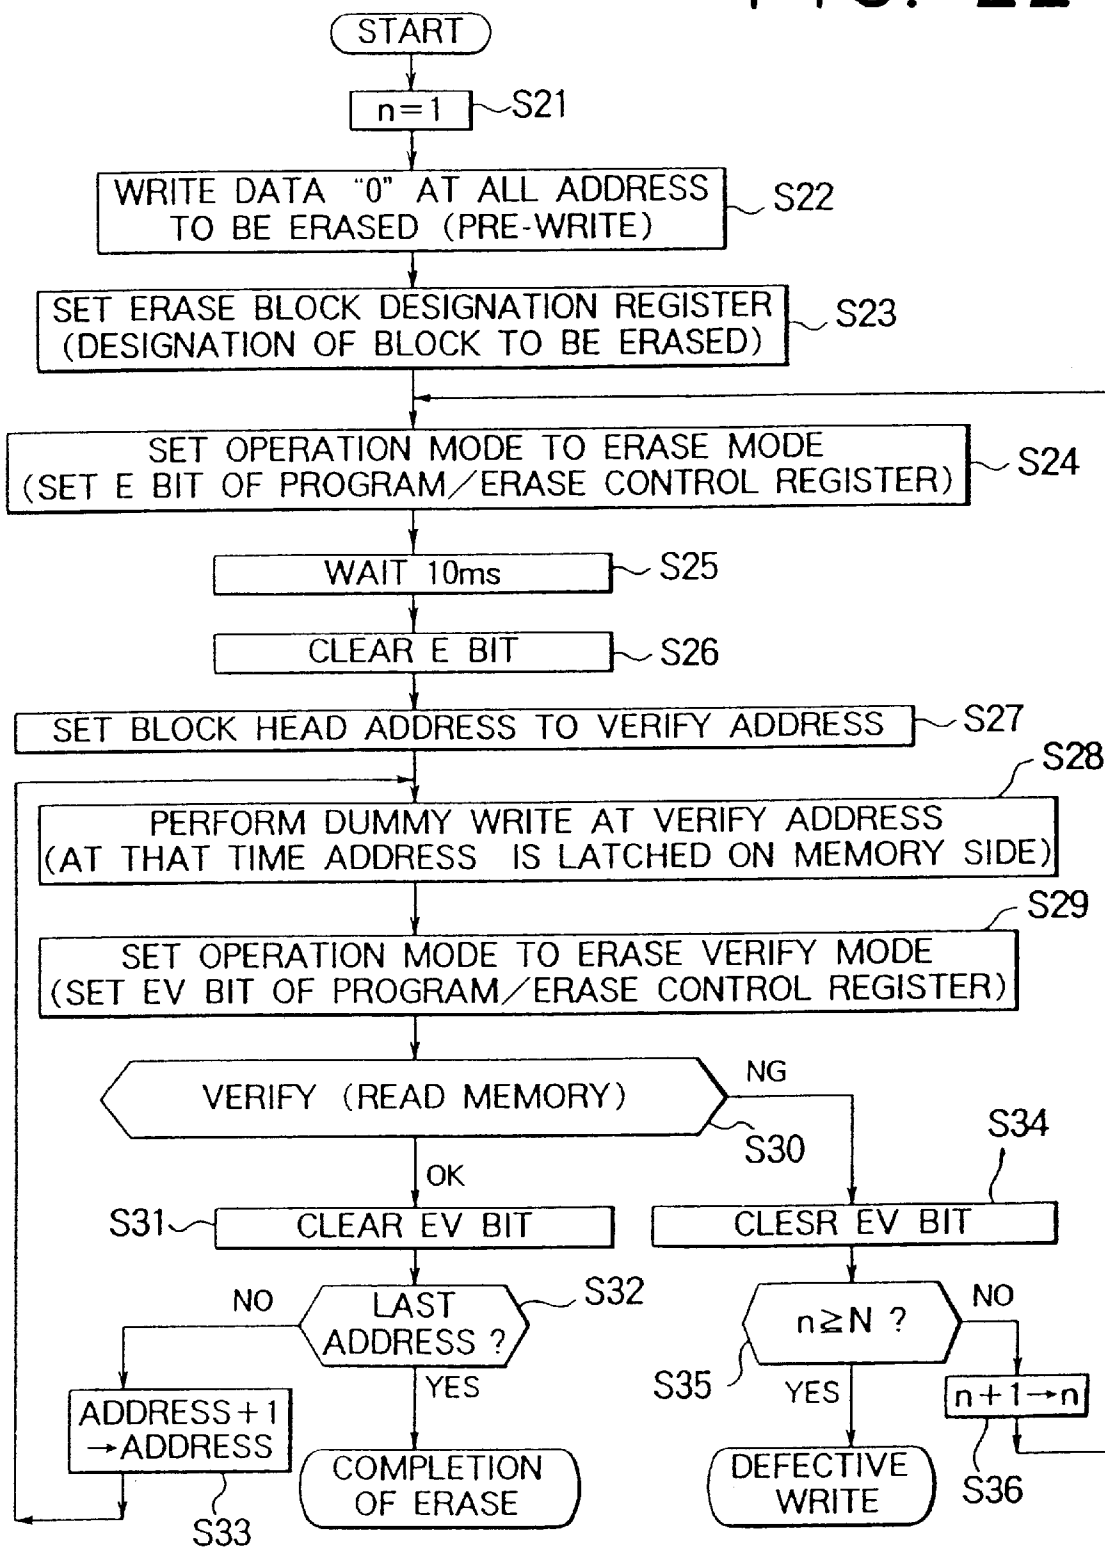 START
n=1
S21
WRITE DATA "0" AT ALL ADDRESS
TO BE ERASED (PRE-WRITE)
S22
SET ERASE BLOCK DESIGNATION REGISTER
(DESIGNATION OF BLOCK TO BE ERASED)
S23
SET OPERATION MODE TO ERASE MODE
(SET E BIT OF PROGRAM/ERASE CONTROL REGISTER)
S24
WAIT 10ms
S25
CLEAR E BIT
S26
SET BLOCK HEAD ADDRESS TO VERIFY ADDRESS
S27
S28
PERFORM DUMMY WRITE AT VERIFY ADDRESS
(AT THAT TIME ADDRESS IS LATCHED ON MEMORY SIDE)
S29
SET OPERATION MODE TO ERASE VERIFY MODE
(SET EV BIT OF PROGRAM/ERASE CONTROL REGISTER)
VERIFY (READ MEMORY)
NG
S30
OK
S34
S31
CLEAR EV BIT
CLESR EV BIT
NO
LAST
ADDRESS ?
S32
n≧N ?
NO
S35
YES
YES
ADDRESS+1
→ADDRESS
S33
n+1→n
S36
COMPLETION
OF ERASE
DEFECTIVE
WRITE